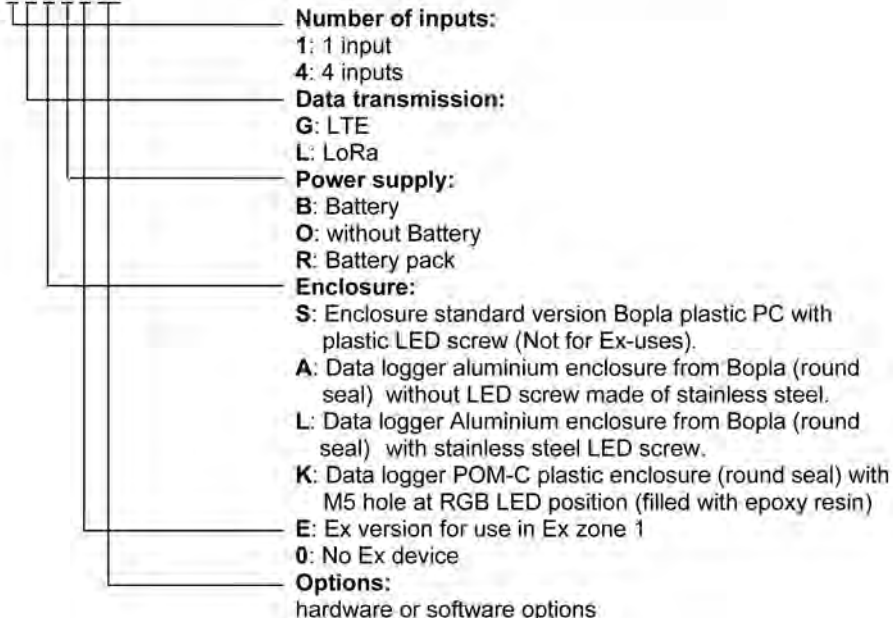 Number of inputs:
1: 1 input
4: 4 inputs
Data transmission:
G: LTE
L: LoRa
Power supply:
B: Battery
O: without Battery
R: Battery pack
Enclosure:
S: Enclosure standard version Bopla plastic PC with
plastic LED screw (Not for Ex-uses).
A: Data logger aluminium enclosure from Bopla (round
seal) without LED screw made of stainless steel.
L: Data logger Aluminium enclosure from Bopla (round
seal) with stainless steel LED screw.
K: Data logger POM-C plastic enclosure (round seal) with
M5 hole at RGB LED position (filled with epoxy resin)
E: Ex version for use in Ex zone 1
0: No Ex device
Options:
hardware or software options